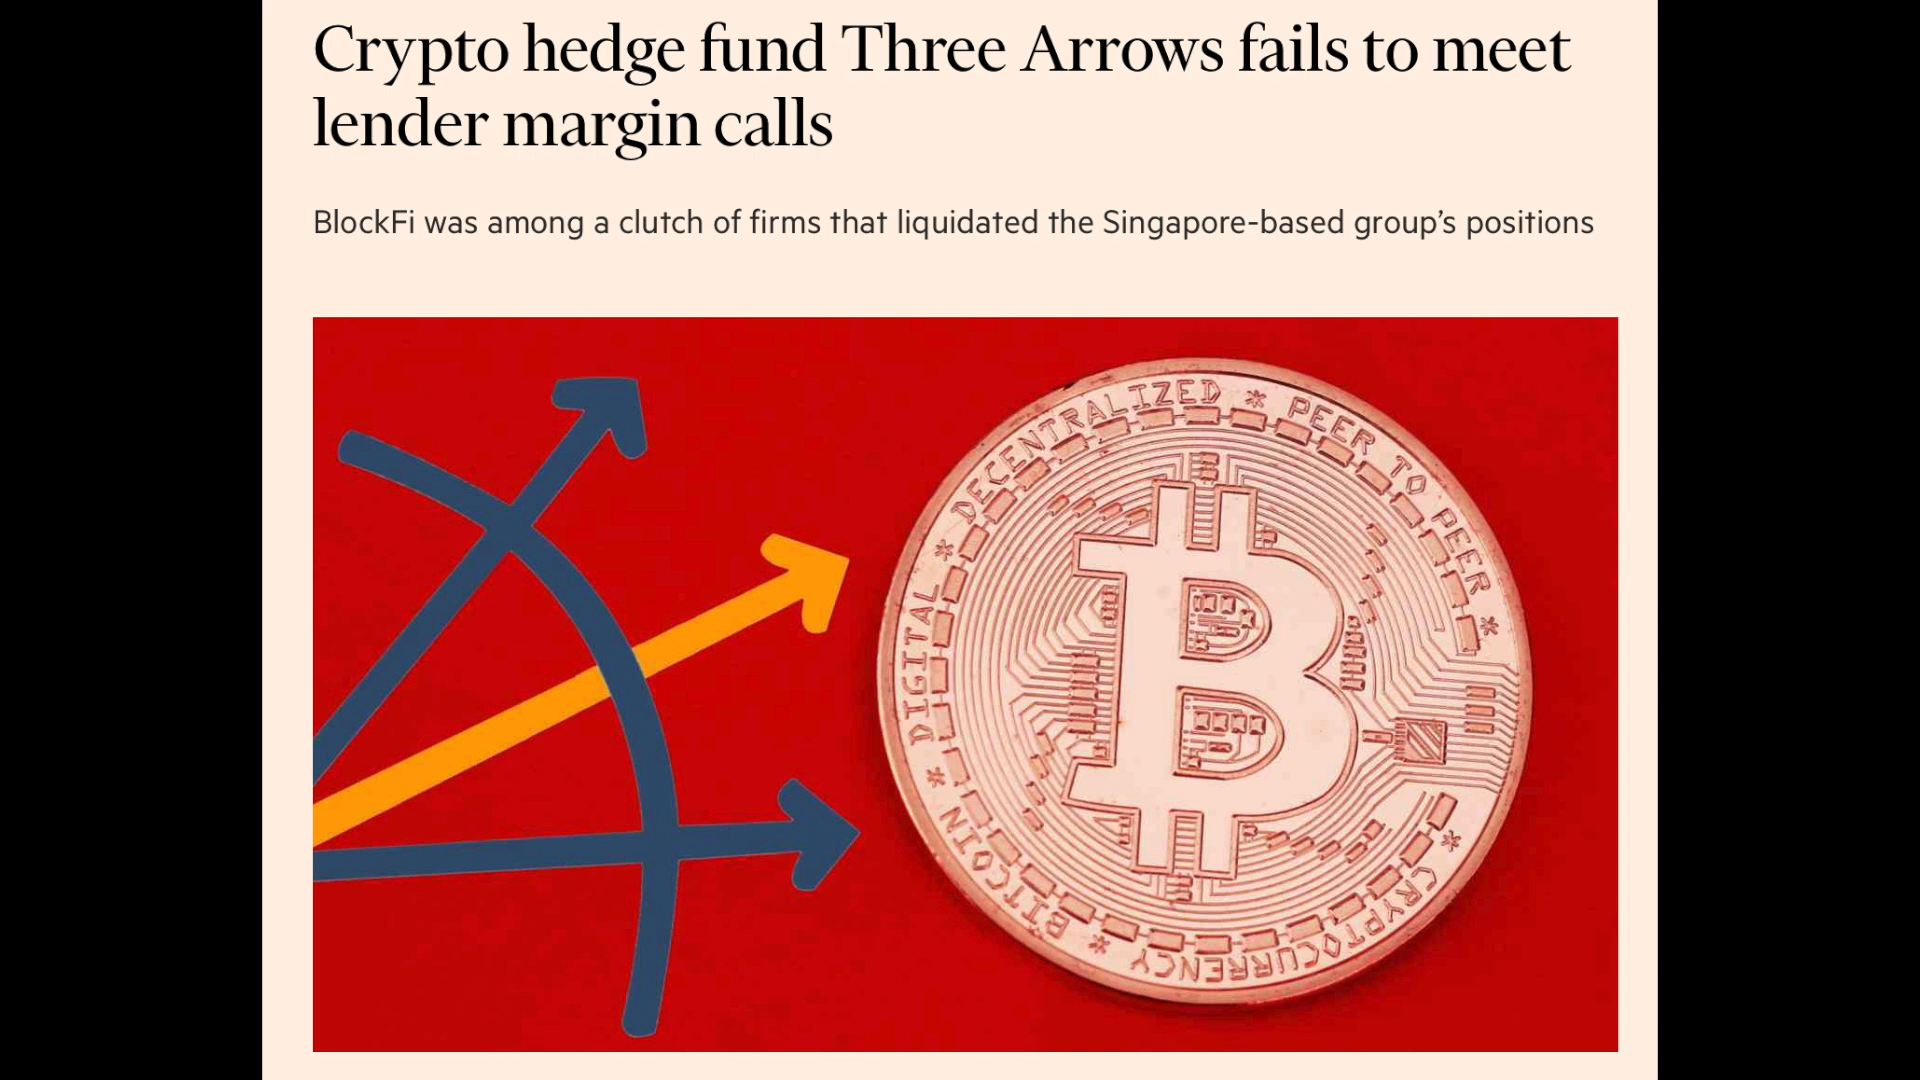 Crypto hedge fund Three Arrows fails to meet
lender margin calls
BlockFi was among a clutch of firms that liquidated the Singapore-based group’s positions
DECENTRALIZED * PEER TO PEER * CRYPTOCURRENCY * BITCOIN * DIGITAL *